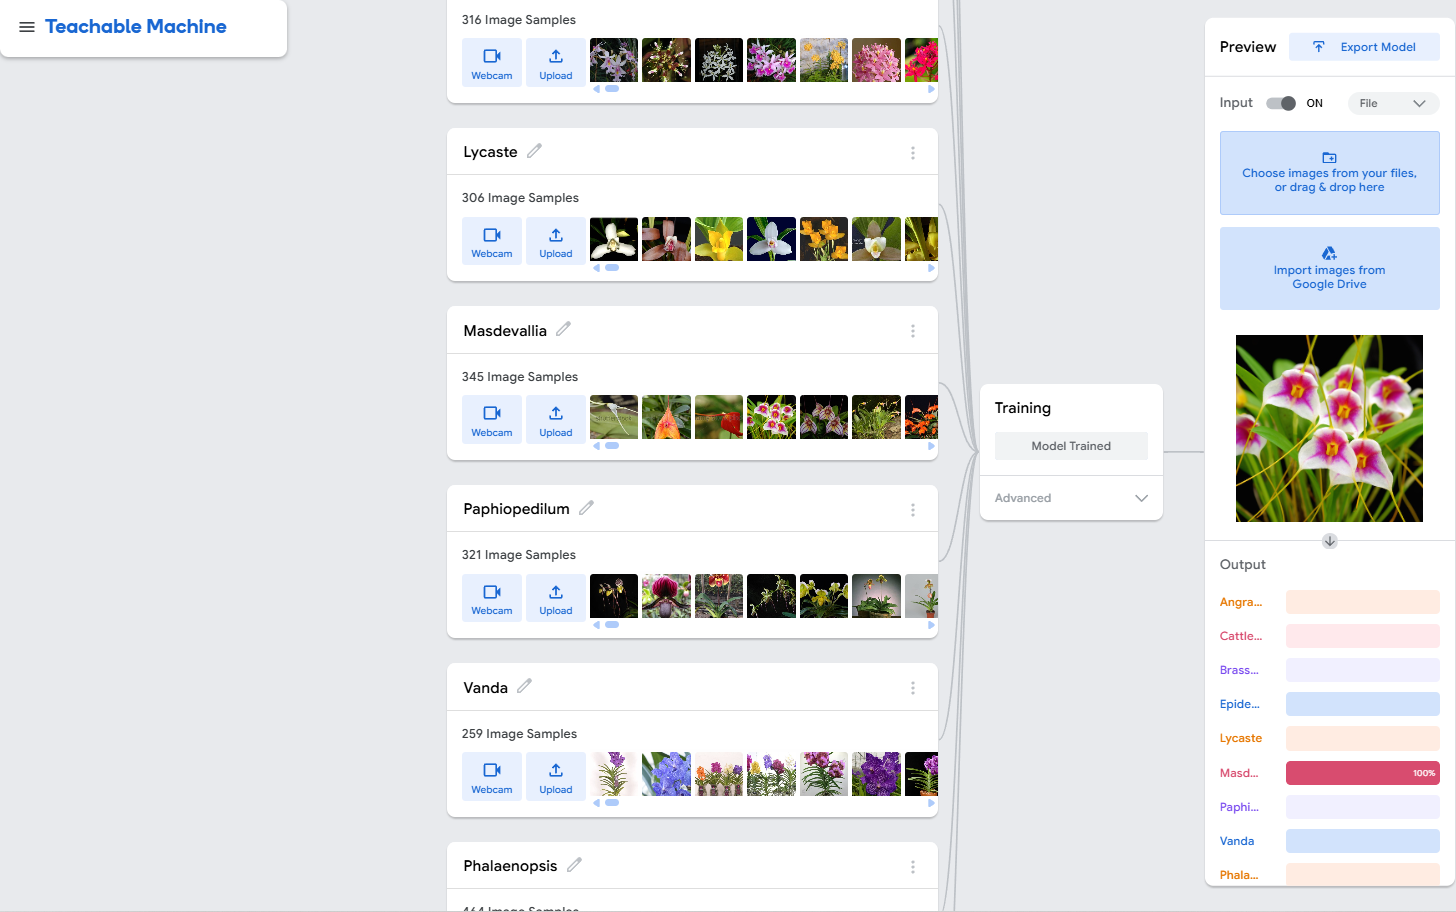 Teachable Machine
316 Image Samples
Webcam
Upload
Lycaste
306 Image Samples
Webcam
Upload
Masdevallia
345 Image Samples
Webcam
Upload
Paphiopedilum
321 Image Samples
Webcam
Upload
Vanda
259 Image Samples
Webcam
Upload
Phalaenopsis
464 Image Samples
Training
Model Trained
Advanced
Preview
Export Model
Input
ON
File
Choose images from your files,
or drag & drop here
Import images from
Google Drive
Output
Angra...
Cattle...
Brass...
Epide...
Lycaste
Masd...
100%
Paphi...
Vanda
Phala...